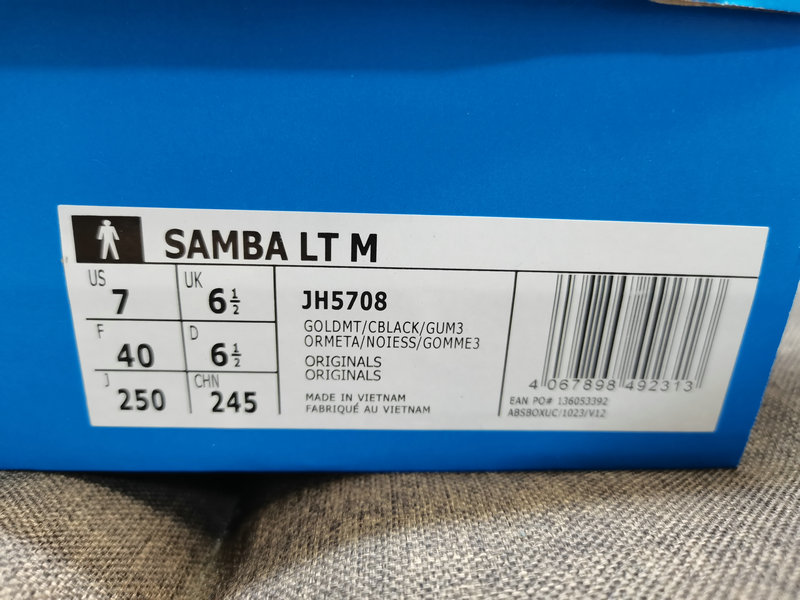 SAMBA LT M
US 7 UK 6½
F 40 D 6½
J 250 CHN 245
JH5708
GOLDMT/CBLACK/GUM3
ORMETA/NOIESS/GOMME3
ORIGINALS
ORIGINALS
MADE IN VIETNAM
FABRIQUÉ AU VIETNAM
4 067898 492313
EAN PO# 136053392
ABSBOXUC/1023/V12